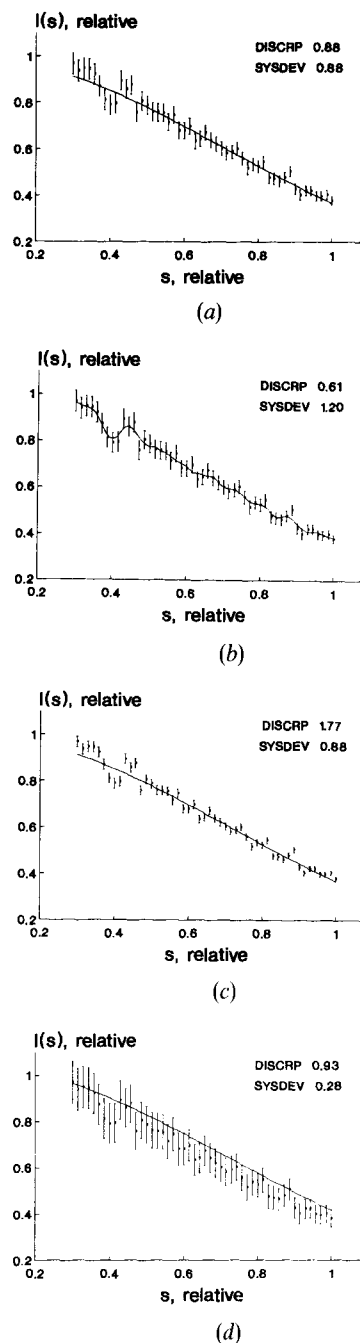 I(s), relative
DISCRP 0.88
SYSDEV 0.88
1
0.8
0.6
0.4
0.2
0.2 0.4 0.6 0.8 1
s, relative
(a)
I(s), relative
DISCRP 0.61
SYSDEV 1.20
1
0.8
0.6
0.4
0.2
0.2 0.4 0.6 0.8 1
s, relative
(b)
I(s), relative
DISCRP 1.77
SYSDEV 0.88
1
0.8
0.6
0.4
0.2
0.2 0.4 0.6 0.8 1
s, relative
(c)
I(s), relative
DISCRP 0.93
SYSDEV 0.28
1
0.8
0.6
0.4
0.2
0.2 0.4 0.6 0.8 1
s, relative
(d)